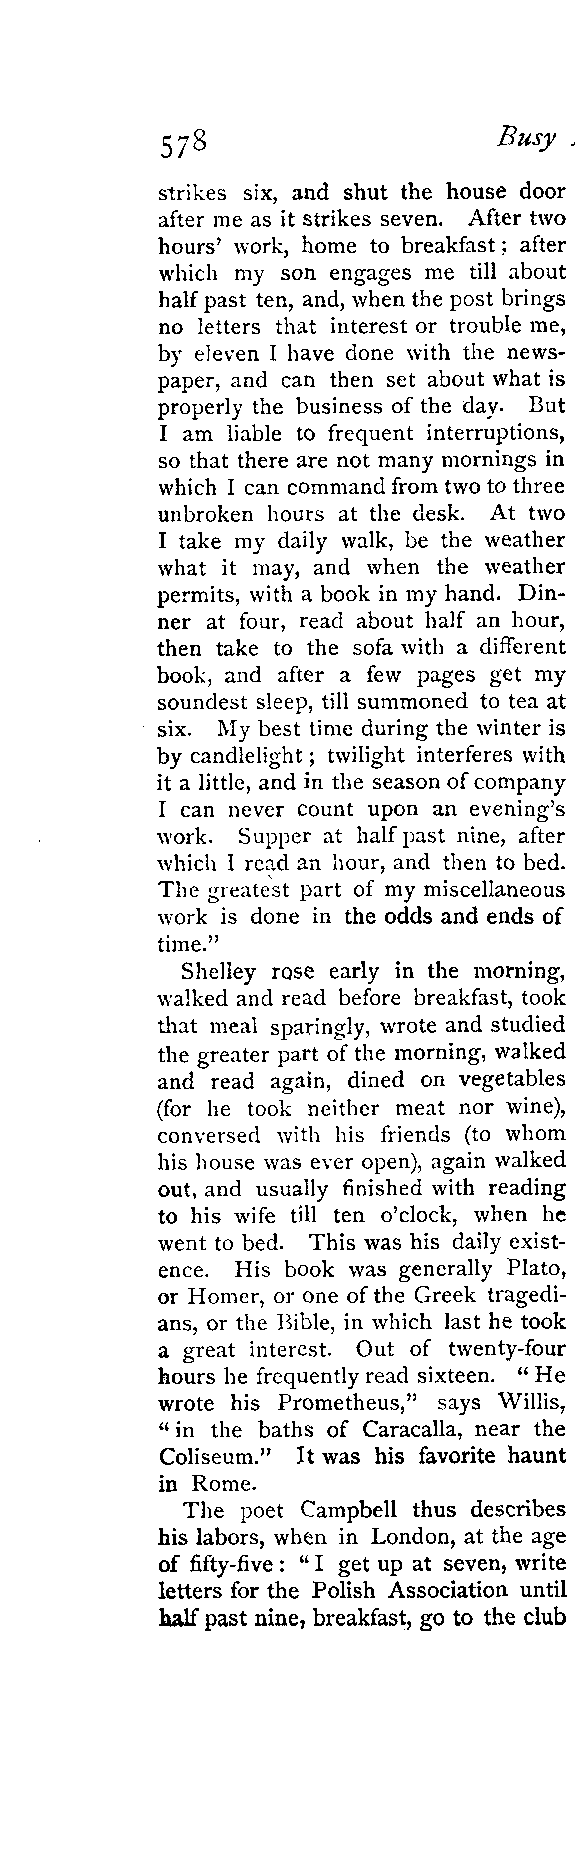 578 Busy
strikes six, and shut the house door
after me as it strikes seven. After two
hours' work, home to breakfast; after
which my son engages me till about
half past ten, and, when the post brings
no letters that interest or trouble me,
by eleven I have done with the news-
paper, and can then set about what is
properly the business of the day. But
I am liable to frequent interruptions,
so that there are not many mornings in
which I can command from two to three
unbroken hours at the desk. At two
I take my daily walk, be the weather
what it may, and when the weather
permits, with a book in my hand. Din-
ner at four, read about half an hour,
then take to the sofa with a different
book, and after a few pages get my
soundest sleep, till summoned to tea at
six. My best time during the winter is
by candlelight; twilight interferes with
it a little, and in the season of company
I can never count upon an evening's
work. Supper at half past nine, after
which I read an hour, and then to bed.
The greatest part of my miscellaneous
work is done in the odds and ends of
time."
Shelley rose early in the morning,
walked and read before breakfast, took
that meal sparingly, wrote and studied
the greater part of the morning, walked
and read again, dined on vegetables
(for he took neither meat nor wine),
conversed with his friends (to whom
his house was ever open), again walked
out, and usually finished with reading
to his wife till ten o'clock, when he
went to bed. This was his daily exist-
ence. His book was generally Plato,
or Homer, or one of the Greek tragedi-
ans, or the Bible, in which last he took
a great interest. Out of twenty-four
hours he frequently read sixteen. "He
wrote his Prometheus," says Willis,
"in the baths of Caracalla, near the
Coliseum." It was his favorite haunt
in Rome.
The poet Campbell thus describes
his labors, when in London, at the age
of fifty-five: "I get up at seven, write
letters for the Polish Association until
half past nine, breakfast, go to the club